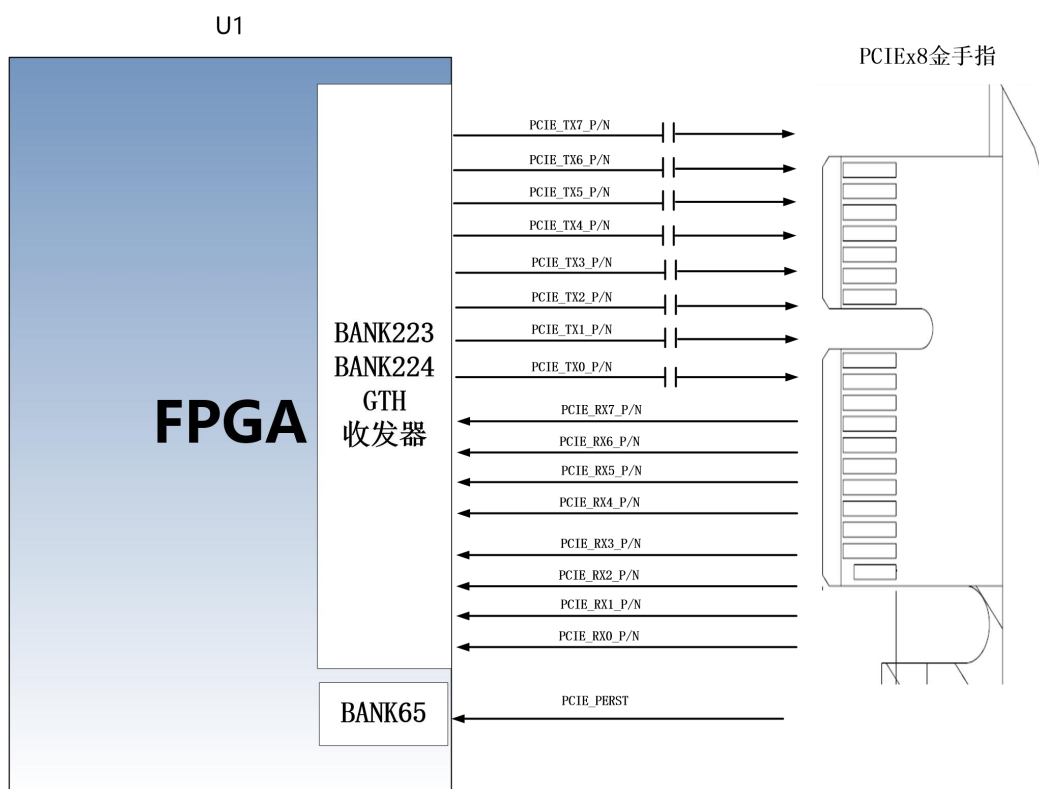 U1
PCIEx8金手指
PCIE_TX7_P/N
PCIE_TX6_P/N
PCIE_TX5_P/N
PCIE_TX4_P/N
PCIE_TX3_P/N
PCIE_TX2_P/N
PCIE_TX1_P/N
PCIE_TX0_P/N
BANK223
BANK224
GTH
收发器
FPGA
PCIE_RX7_P/N
PCIE_RX6_P/N
PCIE_RX5_P/N
PCIE_RX4_P/N
PCIE_RX3_P/N
PCIE_RX2_P/N
PCIE_RX1_P/N
PCIE_RX0_P/N
BANK65
PCIE_PERST